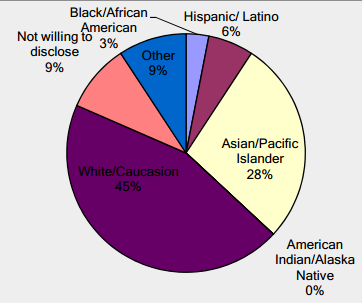 Black/African
American
3%
Hispanic/ Latino
6%
Asian/Pacific
Islander
28%
American
Indian/Alaska
Native
0%
White/Caucasion
45%
Not willing to
disclose
9%
Other
9%